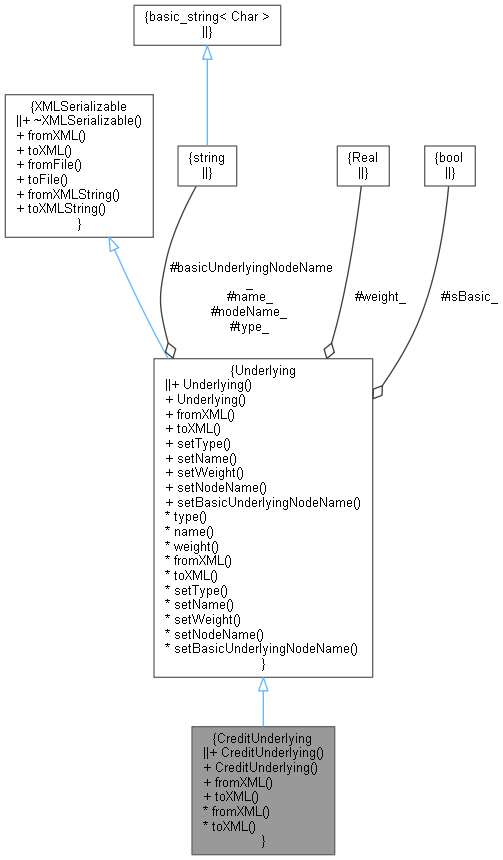 {basic_string< Char >
||}
{XMLSerializable
||+ ~XMLSerializable()
+ fromXML()
+ toXML()
+ fromFile()
+ toFile()
+ fromXMLString()
+ toXMLString()
}
{string
||}
{Real
||}
{bool
||}
#basicUnderlyingNodeName
_
#name_
#nodeName_
#type_
#weight_
#isBasic_
{Underlying
||+ Underlying()
+ Underlying()
+ fromXML()
+ toXML()
+ setType()
+ setName()
+ setWeight()
+ setNodeName()
+ setBasicUnderlyingNodeName()
* type()
* name()
* weight()
* fromXML()
* toXML()
* setType()
* setName()
* setWeight()
* setNodeName()
* setBasicUnderlyingNodeName()
}
{CreditUnderlying
||+ CreditUnderlying()
+ CreditUnderlying()
+ fromXML()
+ toXML()
* fromXML()
* toXML()
}